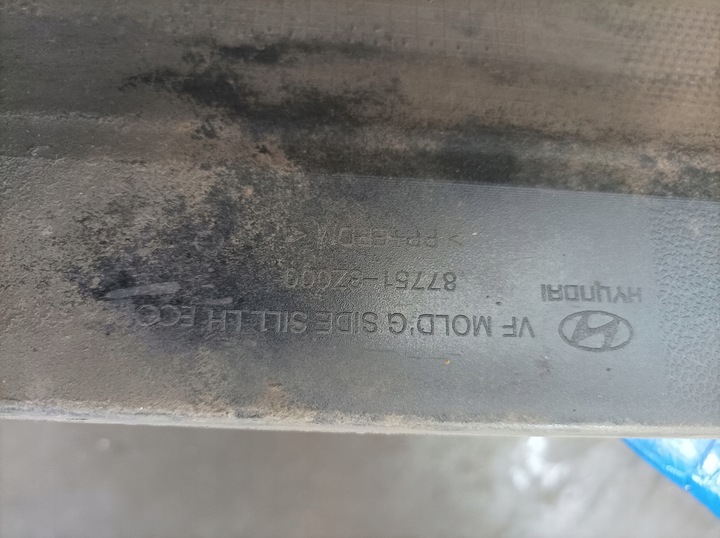 VF MOLD'G SIDE SILL LH ECO
HYUNDAI
87751-3Z000
>PP+EPDM<